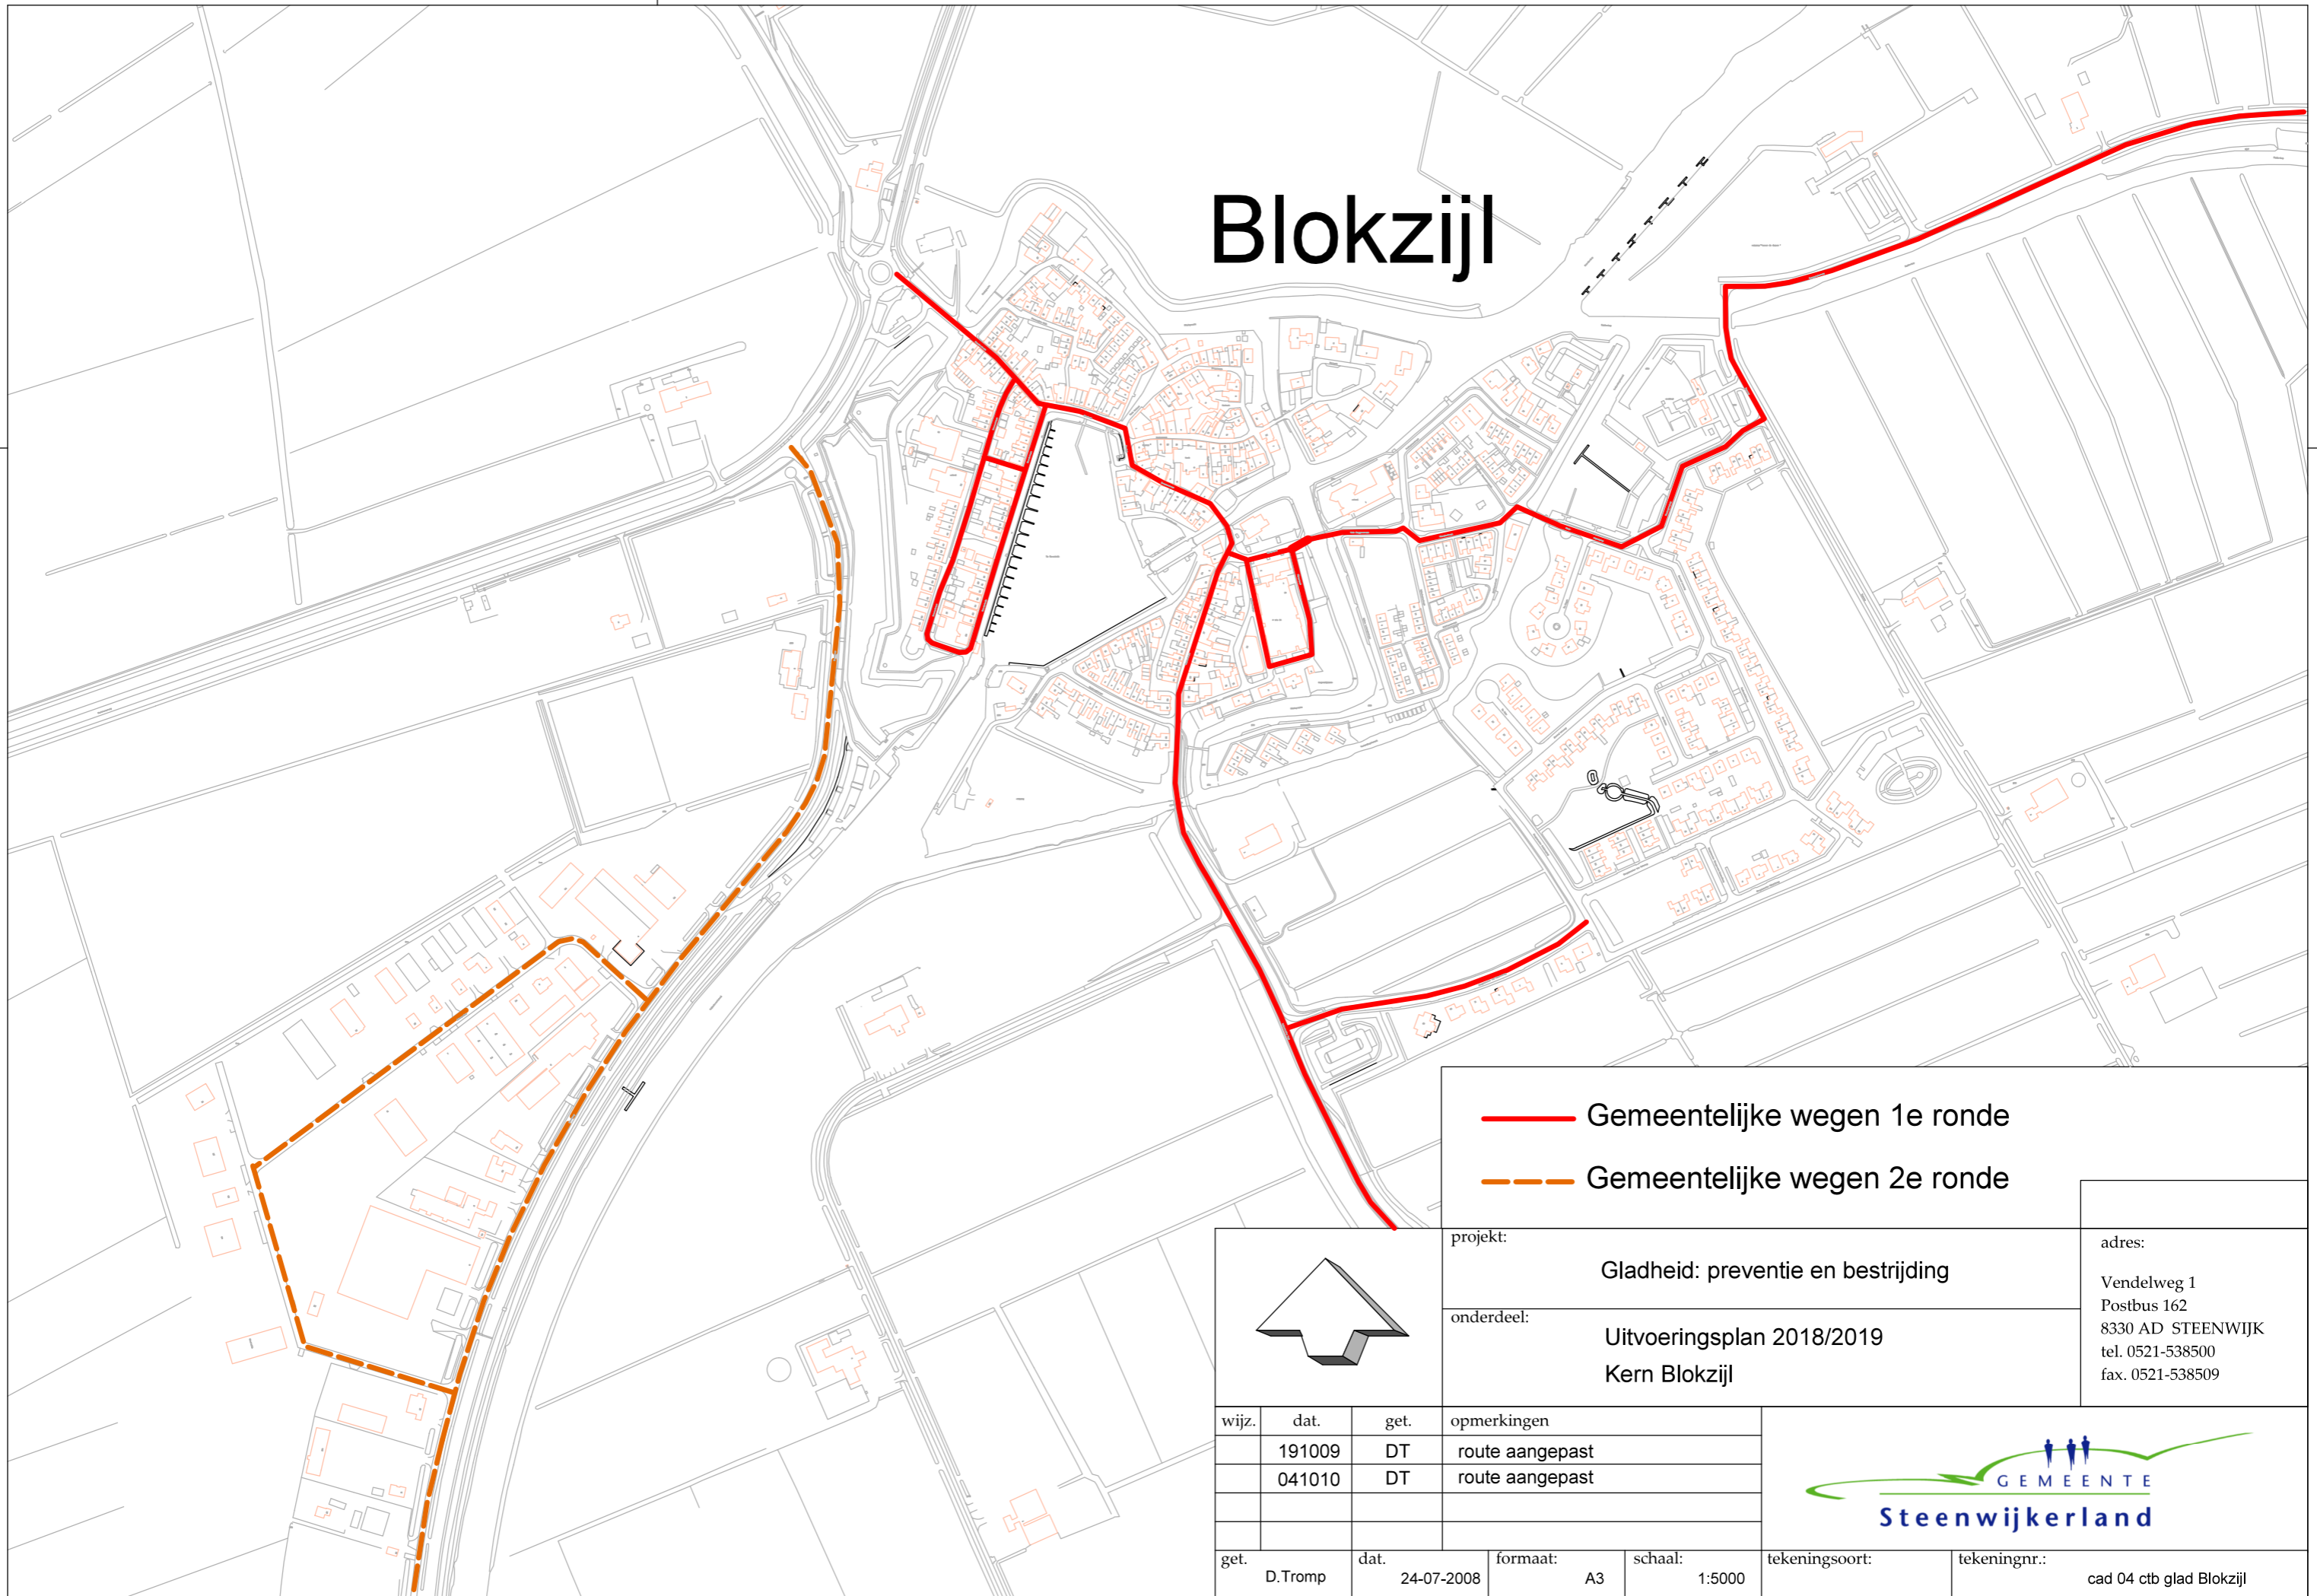 Blokzijl
Gemeentelijke wegen 1e ronde
Gemeentelijke wegen 2e ronde
projekt:
Gladheid: preventie en bestrijding
onderdeel:
Uitvoeringsplan 2018/2019
Kern Blokzijl
adres:
Vendelweg 1
Postbus 162
8330 AD STEENWIJK
tel. 0521-538500
fax. 0521-538509
wijz. dat. get. opmerkingen
191009 DT route aangepast
041010 DT route aangepast
GEMEENTE
Steenwijkerland
get. dat. formaat: schaal: tekeningsoort: tekeningnr.:
D.Tromp 24-07-2008 A3 1:5000 cad 04 ctb glad Blokzijl